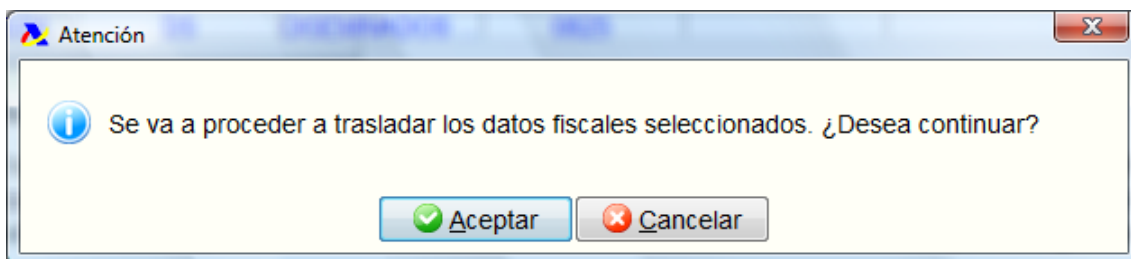 Atención
Se va a proceder a trasladar los datos fiscales seleccionados. ¿Desea continuar?
Aceptar Cancelar